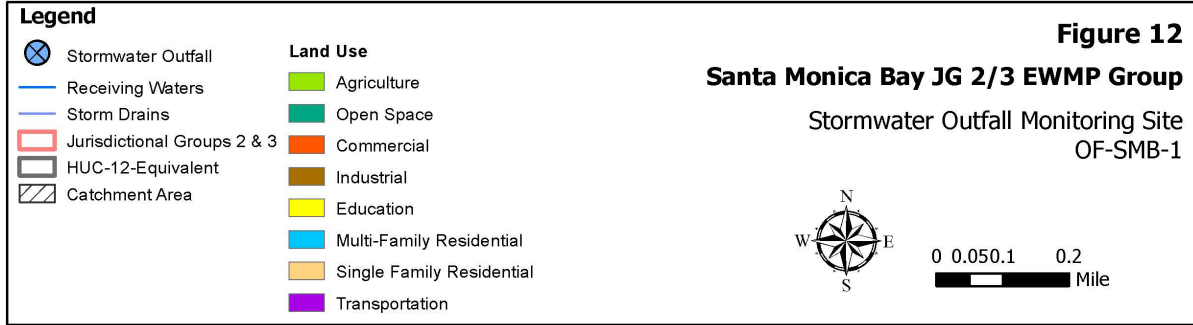 Legend
Stormwater Outfall
Receiving Waters
Storm Drains
Jurisdictional Groups 2 & 3
HUC-12-Equivalent
Catchment Area
Land Use
Agriculture
Open Space
Commercial
Industrial
Education
Multi-Family Residential
Single Family Residential
Transportation
Figure 12
Santa Monica Bay JG 2/3 EWMP Group
Stormwater Outfall Monitoring Site
OF-SMB-1
N
W E
S
0 0.050.1 0.2
Mile